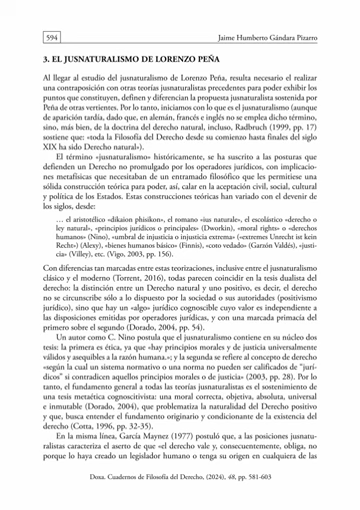 594
Jaime Humberto Gándara Pizarro
3. EL JUSNATURALISMO DE LORENZO PEÑA
Al llegar al estudio del jusnaturalismo de Lorenzo Peña, resulta necesario el realizar
una contraposición con otras teorías jusnaturalistas precedentes para poder exhibir los
puntos que constituyen, definen y diferencian la propuesta jusnaturalista sostenida por
Peña de otras vertientes. Por lo tanto, iniciamos con lo que es el jusnaturalismo (aunque
de aparición tardía, dado que, en alemán, francés e inglés no se emplea dicho término,
sino, más bien, de la doctrina del derecho natural, incluso, Radbruch (1999, pp. 17)
sostiene que: «toda la Filosofía del Derecho desde su comienzo hasta finales del siglo
XIX ha sido Derecho natural»).
El término «jusnaturalismo» históricamente, se ha suscrito a las posturas que
defienden un Derecho no promulgado por los operadores jurídicos, con implicacio-
nes metafísicas que necesitaban de un entramado filosófico que les permitiese una
sólida construcción teórica para poder, así, calar en la aceptación civil, social, cultural
y política de los Estados. Estas construcciones teóricas han variado con el devenir de
los siglos, desde:
… el aristotélico «dikaion phisikon», el romano «ius naturale», el escolástico «derecho o
ley natural», «principios jurídicos o principales» (Dworkin), «moral rights» o «derechos
humanos» (Nino), «umbral de injusticia o injusticia extrema» («extremes Unrecht ist kein
Recht») (Alexy), «bienes humanos básicos» (Finnis), «coto vedado» (Garzón Valdés), «justi-
cia» (Villey), etc. (Vigo, 2003, pp. 156).
Con diferencias tan marcadas entre estas teorizaciones, inclusive entre el jusnaturalismo
clásico y el moderno (Torrent, 2016), todas parecen coincidir en la tesis dualista del
derecho: la distinción entre un Derecho natural y uno positivo, es decir, el derecho
no se circunscribe sólo a lo dispuesto por la sociedad o sus autoridades (positivismo
jurídico), sino que hay un «algo» jurídico cognoscible cuyo valor es independiente a
las disposiciones emitidas por operadores jurídicos, y con una marcada primacía del
primero sobre el segundo (Dorado, 2004, pp. 54).
Un autor como C. Nino postula que el jusnaturalismo contiene en su núcleo dos
tesis: la primera es ética, ya que «hay principios morales y de justicia universalmente
válidos y asequibles a la razón humana.»; y la segunda se refiere al concepto de derecho
«según la cual un sistema normativo o una norma no pueden ser calificados de "jurí-
dicos" si contradicen aquellos principios morales o de justicia» (2003, pp. 28). Por lo
tanto, el fundamento general a todas las teorías jusnaturalistas es el sostenimiento de
una tesis metaética cognoscitivista: una moral correcta, objetiva, absoluta, universal
e inmutable (Dorado, 2004), que problematiza la naturalidad del Derecho positivo
y que, busca entender el fundamento originario y condicionante de la existencia del
derecho (Cotta, 1996, pp. 32-35).
En la misma línea, García Maynez (1977) postuló que, a las posiciones jusnatu-
ralistas caracteriza el aserto de que «el derecho vale y, consecuentemente, obliga, no
porque lo haya creado un legislador humano o tenga su origen en cualquiera de las
Doxa. Cuadernos de Filosofía del Derecho, (2024), 48, pp. 581-603